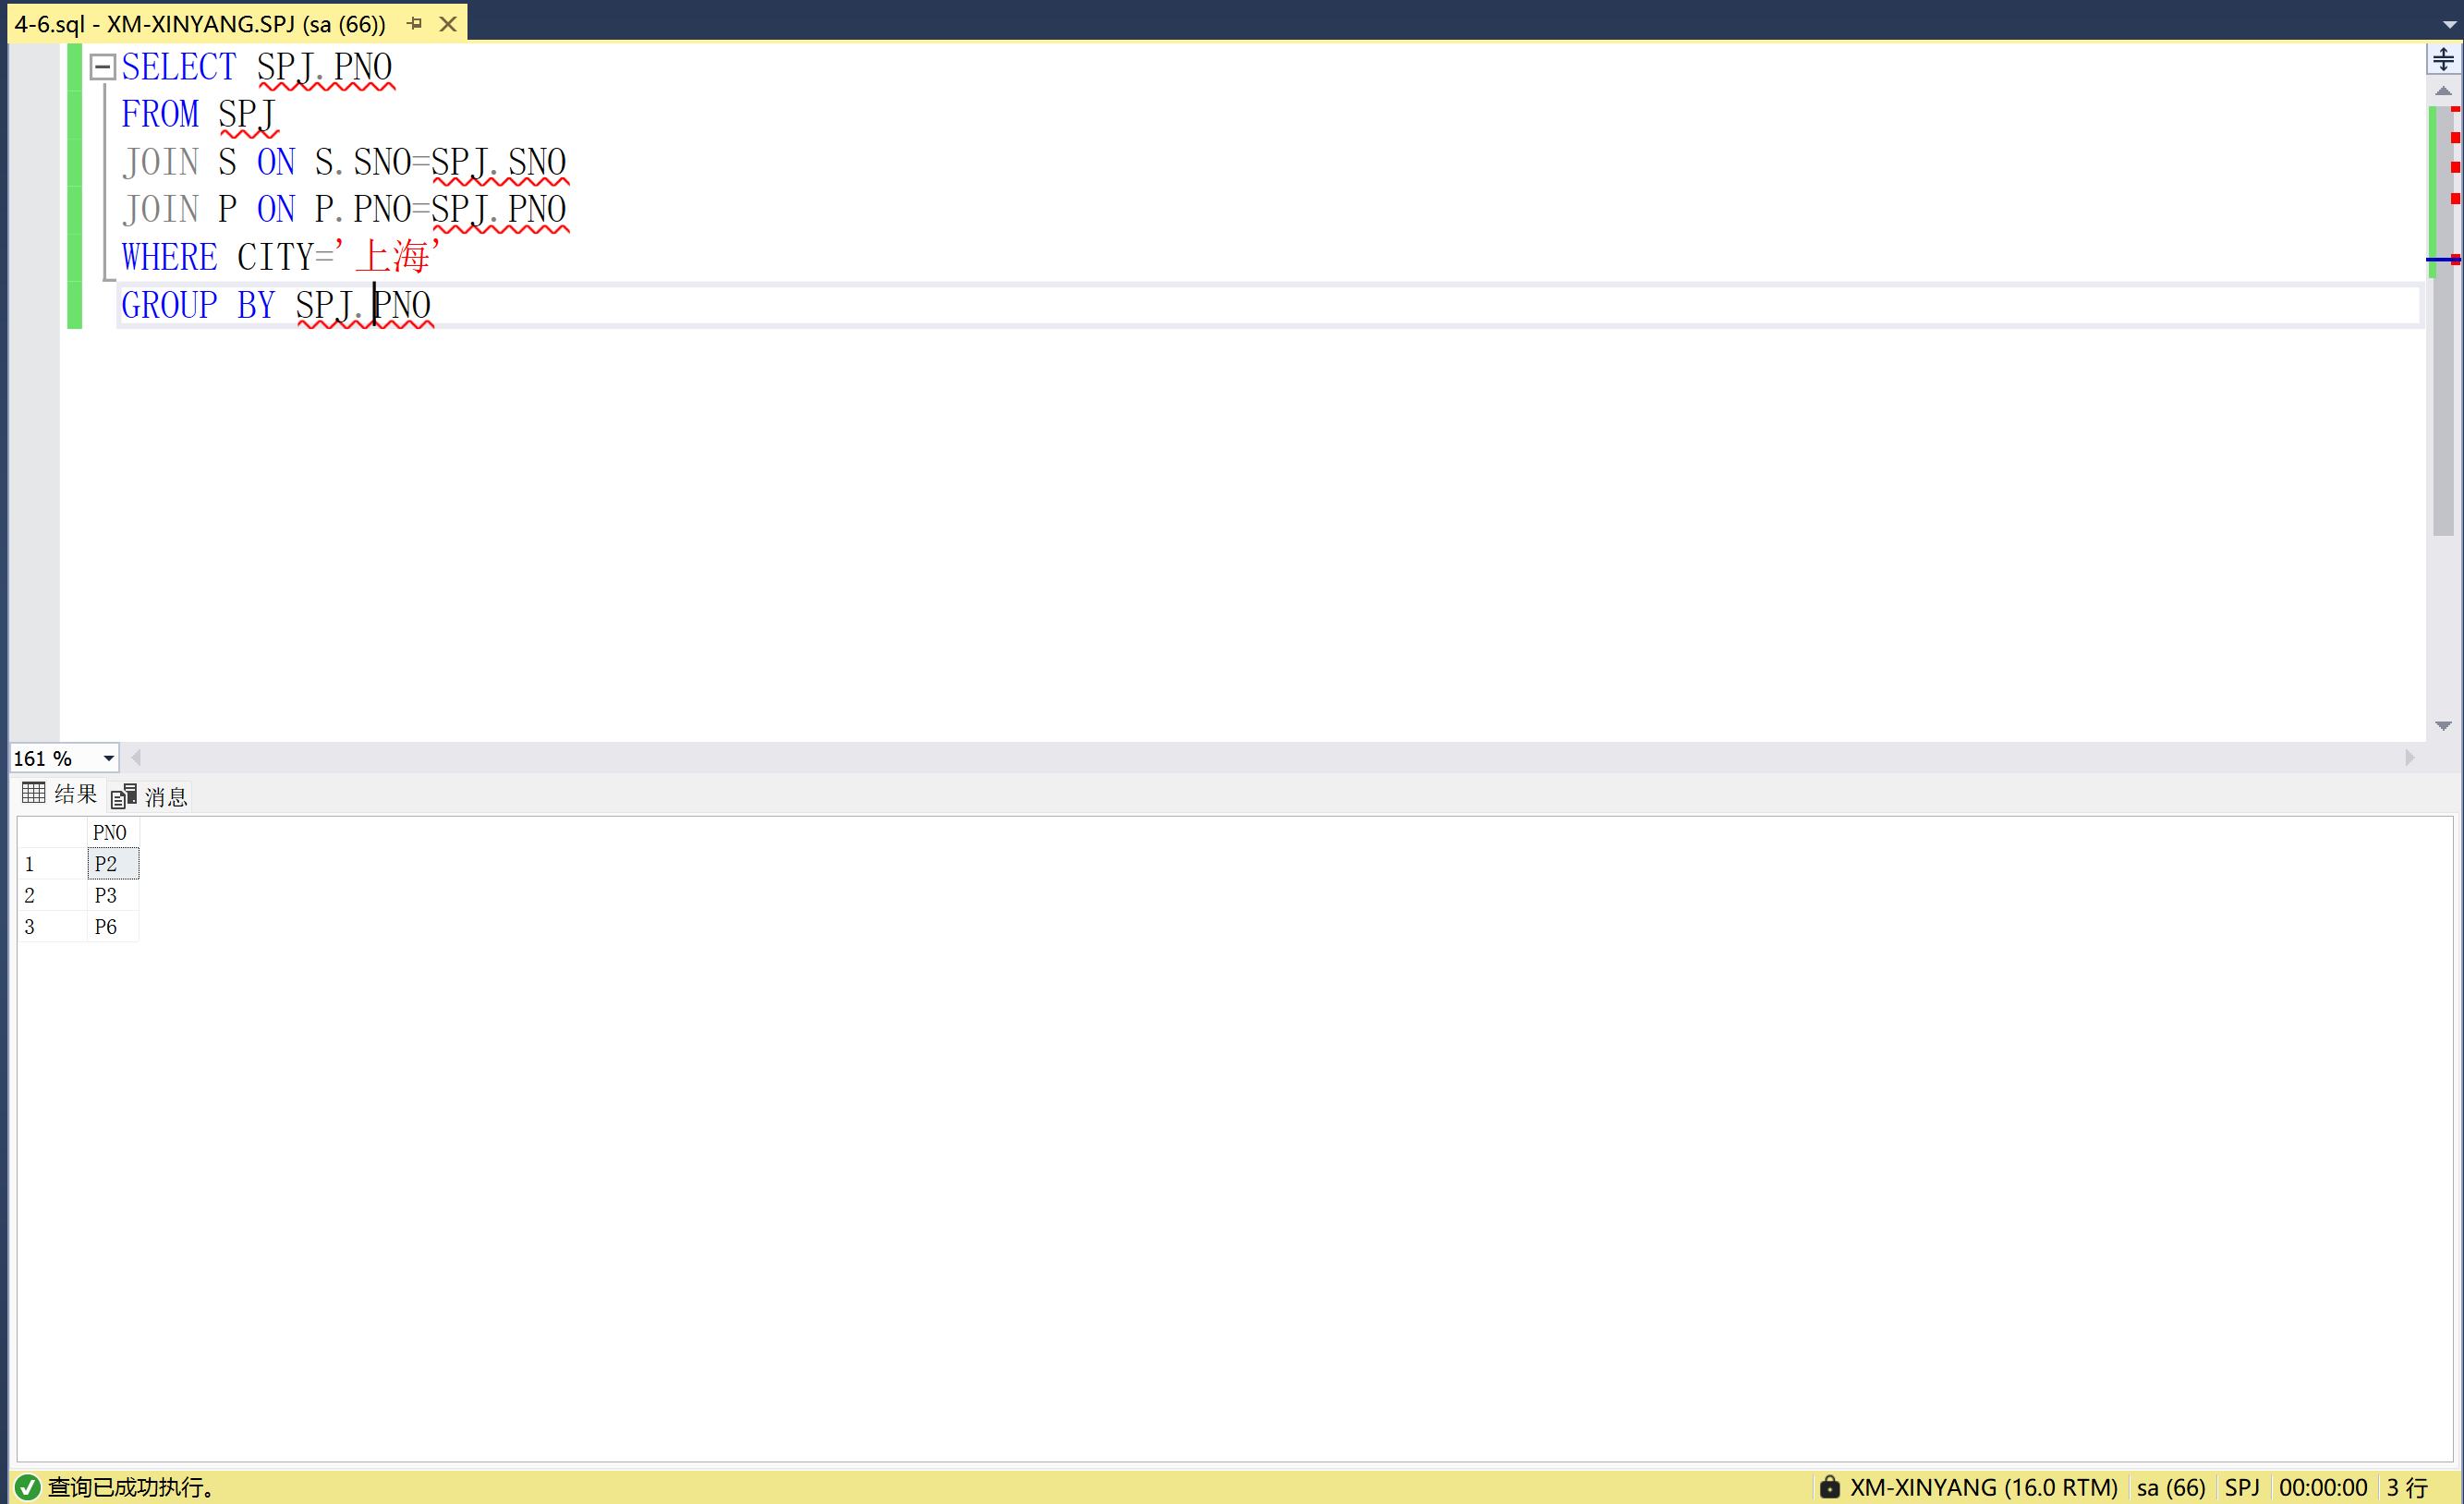 4-6.sql - XM-XINYANG.SPJ (sa (66))
SELECT SPJ.PNO
FROM SPJ
JOIN S ON S.SNO=SPJ.SNO
JOIN P ON P.PNO=SPJ.PNO
WHERE CITY='上海'
GROUP BY SPJ.PNO
161 %
结果 消息
PNO
1 P2
2 P3
3 P6
查询已成功执行。 XM-XINYANG (16.0 RTM) sa (66) SPJ 00:00:00 3 行